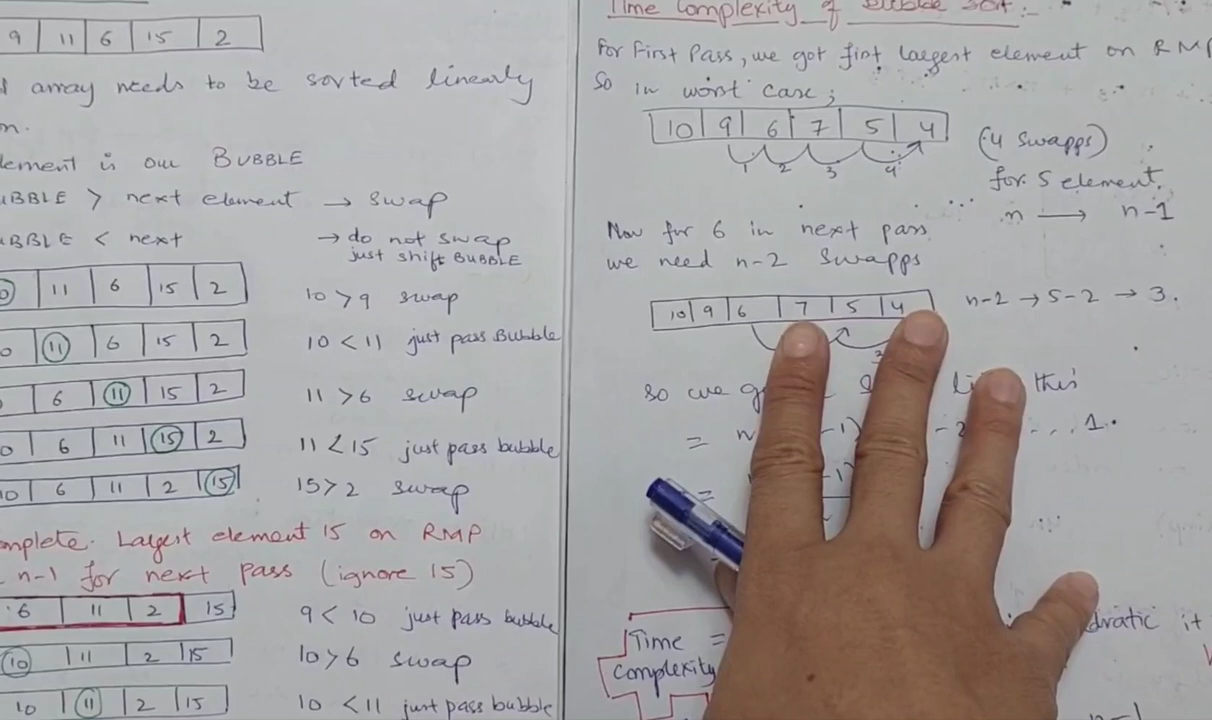 9 11 6 15 2
array needs to be sorted linearly
is our BUBBLE
> next element → swap
< next → do not swap
just shift BUBBLE
11 6 15 2 10 > 9 swap
11 6 15 2 10 < 11 just pass Bubble
6 11 15 2 11 > 6 swap
6 11 15 2 11 < 15 just pass bubble
10 6 11 2 15 15 > 2 swap
Largest element 15 on RMP
n-1 for next pass (ignore 15)
6 11 2 15 9 < 10 just pass bubble
10 11 2 15 10 > 6 swap
10 11 2 15 10 < 11 just pass bubble
Time Complexity of Bubble Sort:-
For First Pass, we got first largest element on RMP
So in worst case;
10 9 6 7 5 4
1 2 3 4
(4 swapps)
for 5 element.
n → n-1
Now for 6 in next pass
we need n-2 swapps
10 9 6 7 5 4 n-2 → 5-2 → 3.
so we this
= ... 1.
=
Time =
Complexity
it
n-1